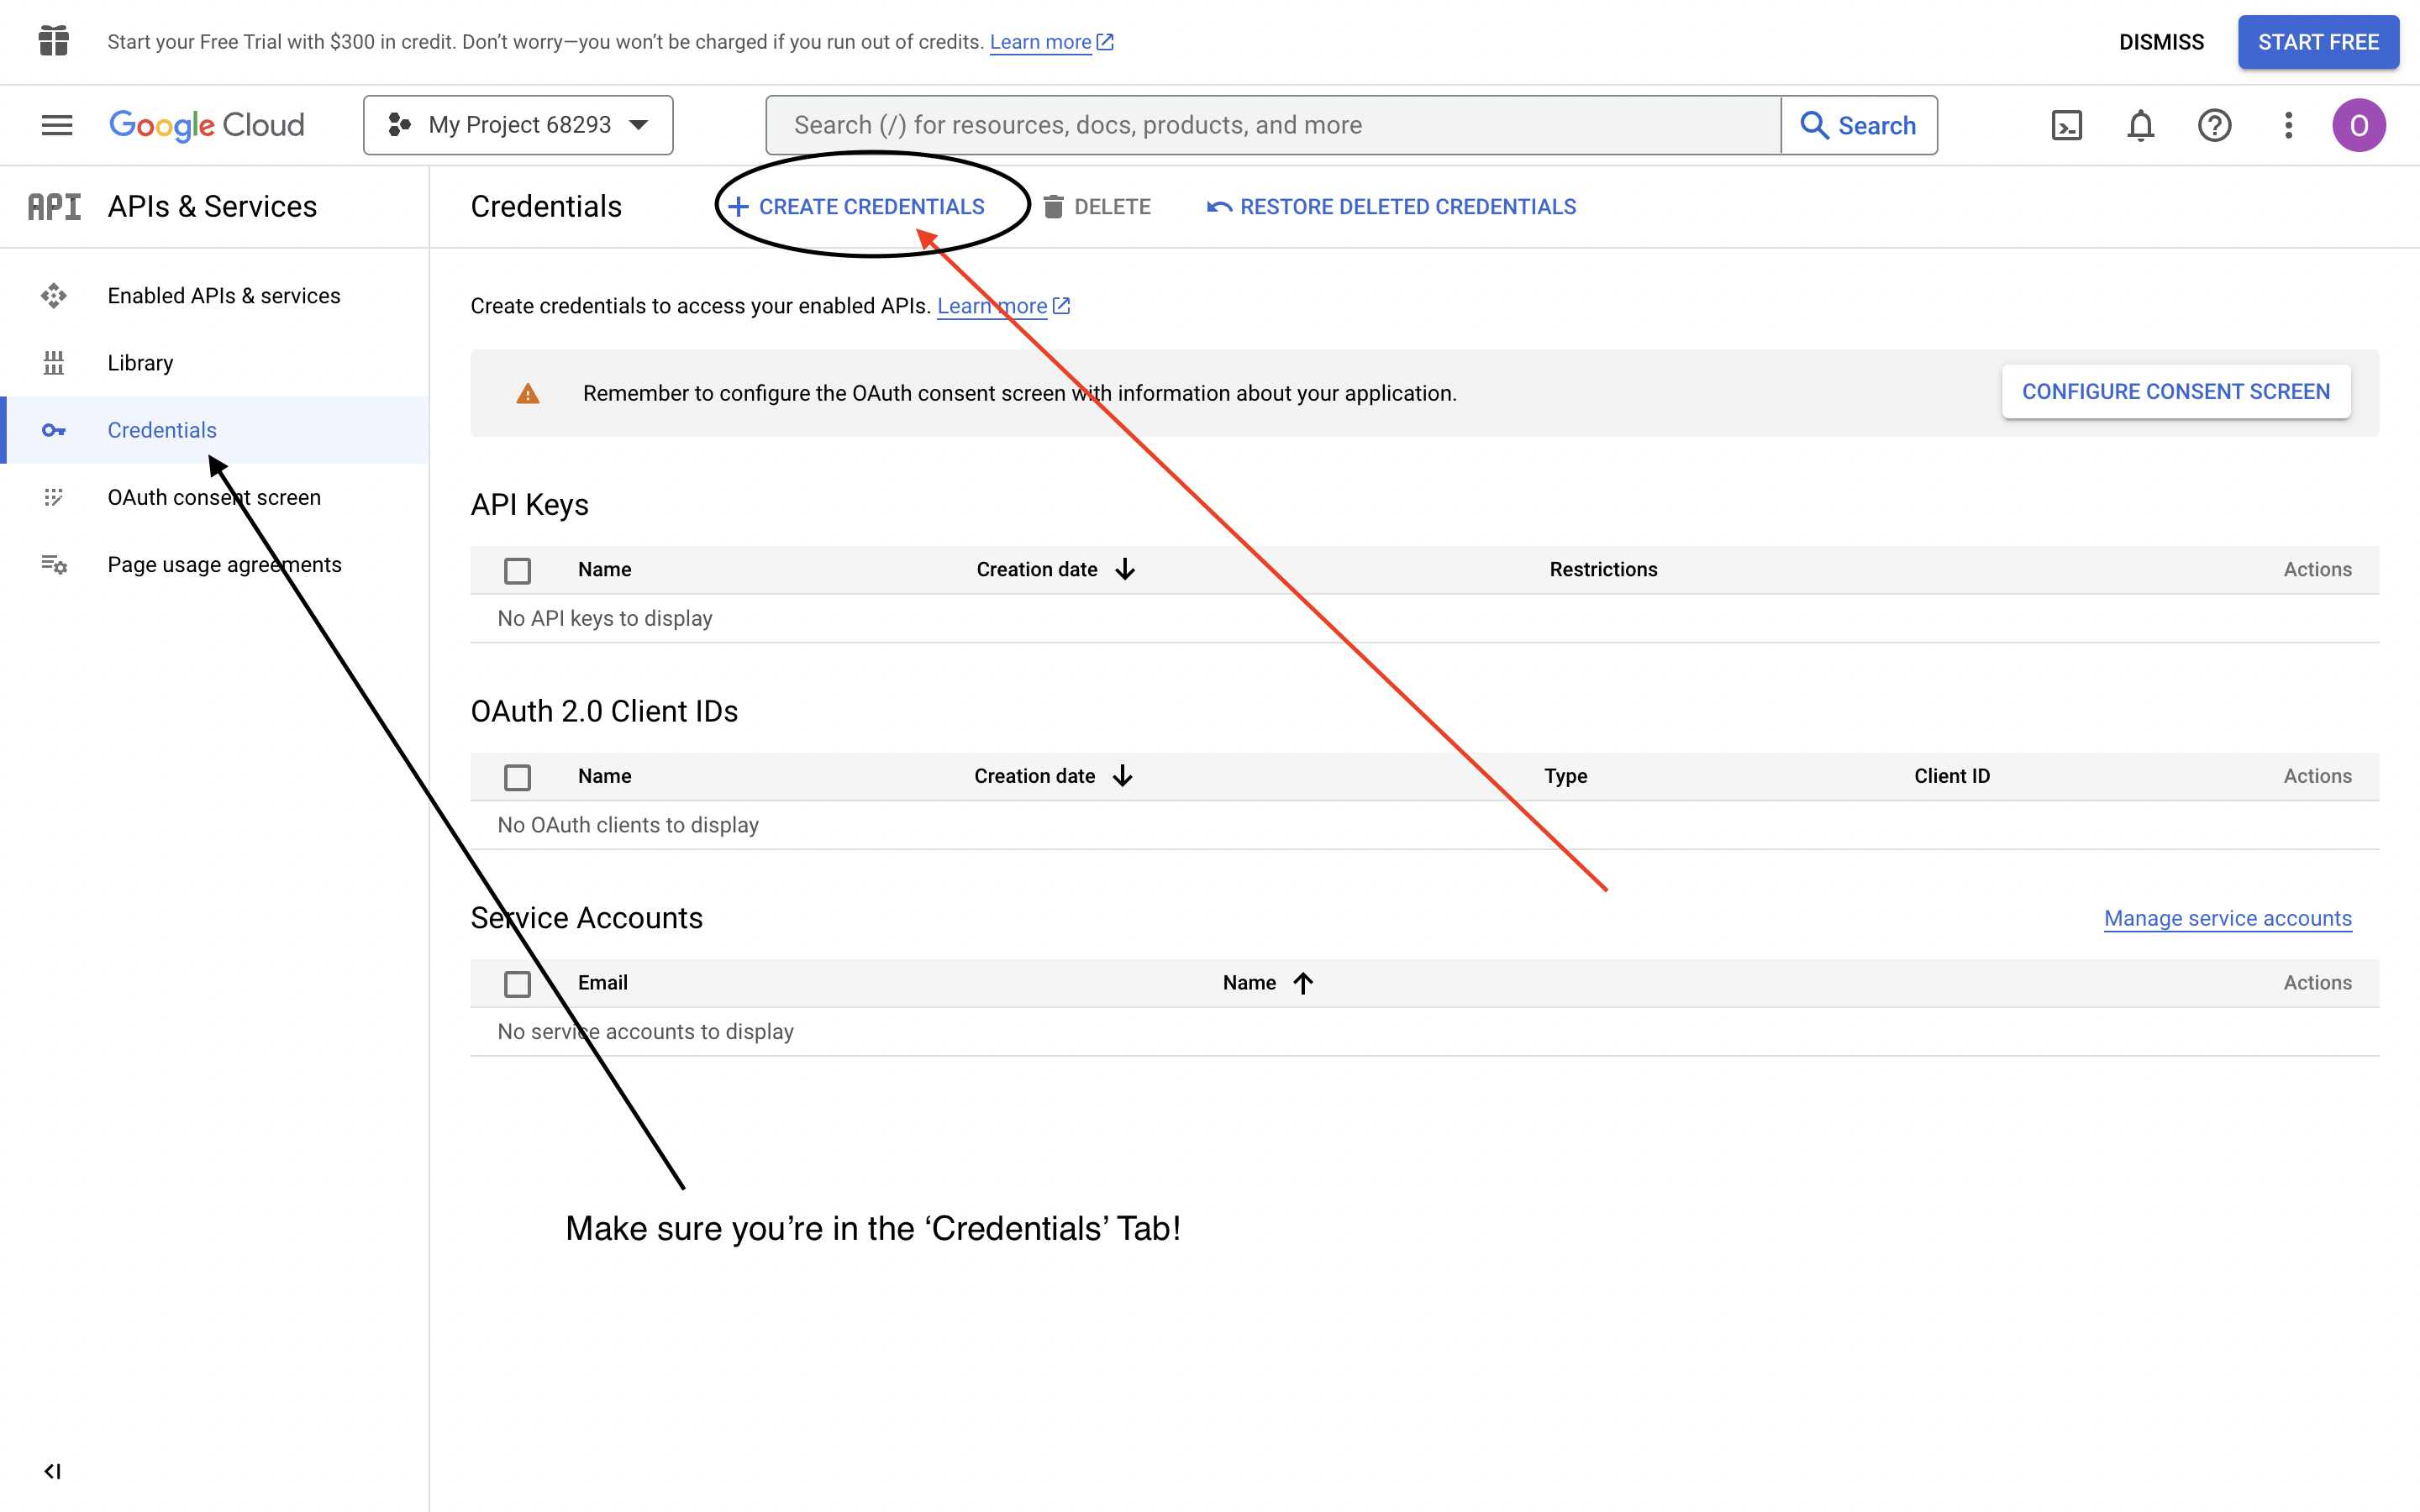 Start your Free Trial with $300 in credit. Don’t worry—you won’t be charged if you run out of credits. Learn more
DISMISS
START FREE
Google Cloud
My Project 68293
Search (/) for resources, docs, products, and more
Search
O
API
APIs & Services
Credentials
CREATE CREDENTIALS
DELETE
RESTORE DELETED CREDENTIALS
Enabled APIs & services
Library
Credentials
OAuth consent screen
Page usage agreements
Create credentials to access your enabled APIs. Learn more
Remember to configure the OAuth consent screen with information about your application.
CONFIGURE CONSENT SCREEN
API Keys
Name Creation date Restrictions Actions
No API keys to display
OAuth 2.0 Client IDs
Name Creation date Type Client ID Actions
No OAuth clients to display
Service Accounts
Manage service accounts
Email Name Actions
No service accounts to display
Make sure you’re in the ‘Credentials’ Tab!